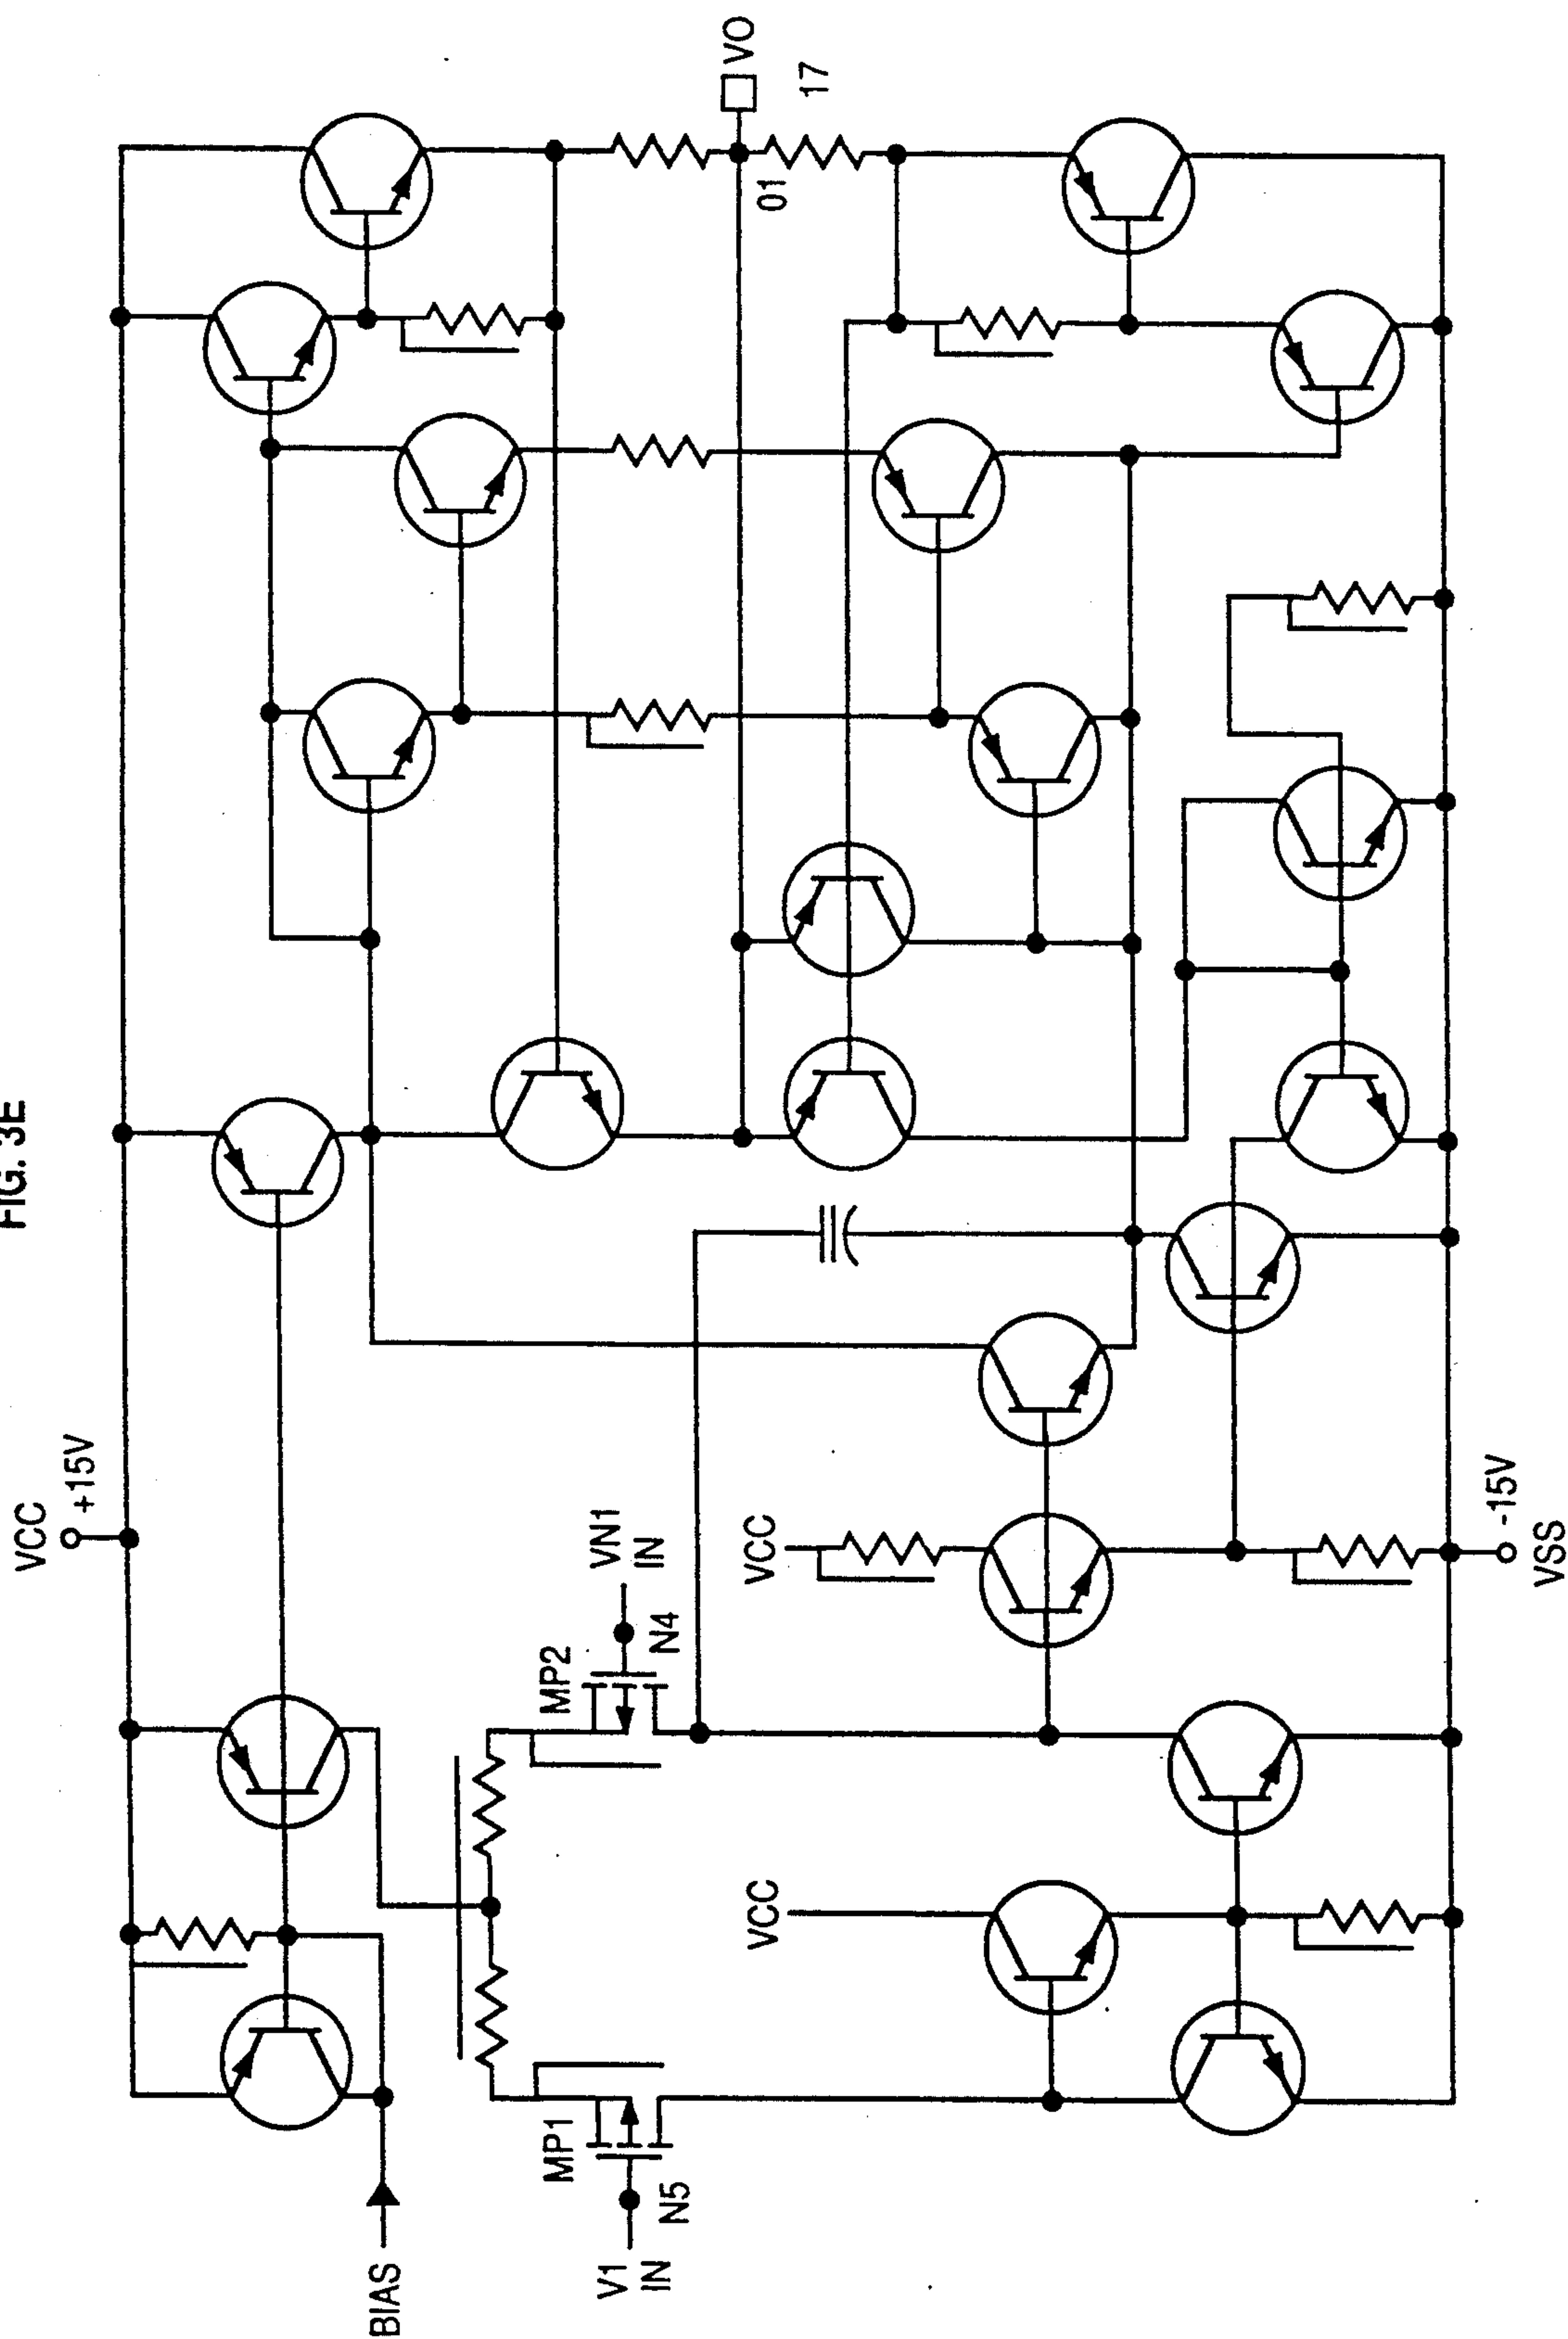 FIG. 3E
VCC
+15V
BIAS
V1
IN
N5
MP1
MP2
N4
VN1
IN
VCC
VCC
VO
01
17
-15V
VSS